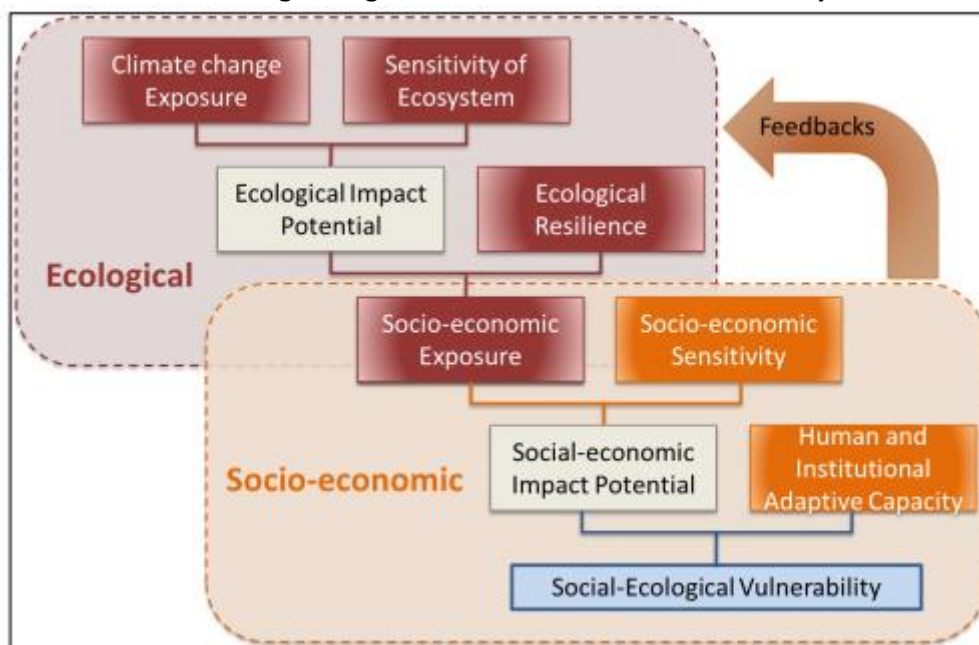 Climate change
Exposure
Sensitivity of
Ecosystem
Feedbacks
Ecological Impact
Potential
Ecological
Resilience
Ecological
Socio-economic
Exposure
Socio-economic
Sensitivity
Social-economic
Impact Potential
Human and
Institutional
Adaptive Capacity
Socio-economic
Social-Ecological Vulnerability